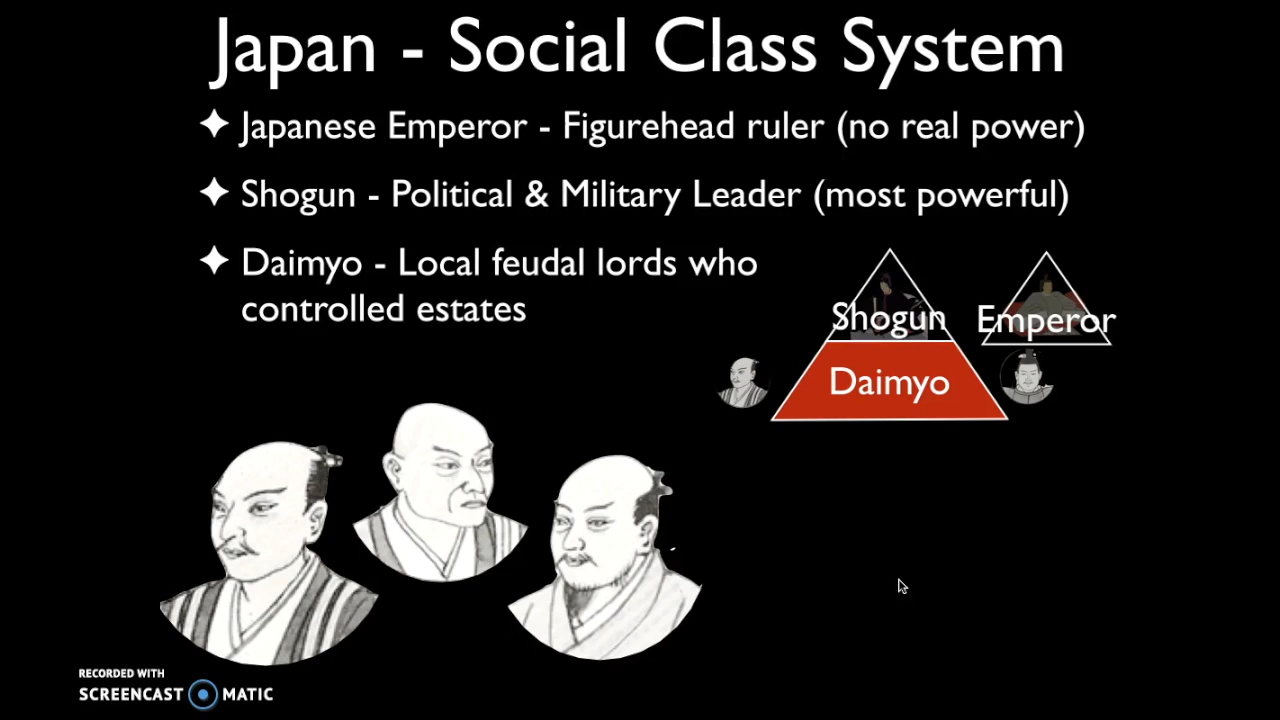 Japan - Social Class System
✦ Japanese Emperor - Figurehead ruler (no real power)
✦ Shogun - Political & Military Leader (most powerful)
✦ Daimyo - Local feudal lords who
controlled estates
Shogun
Emperor
Daimyo
RECORDED WITH
SCREENCAST MATIC